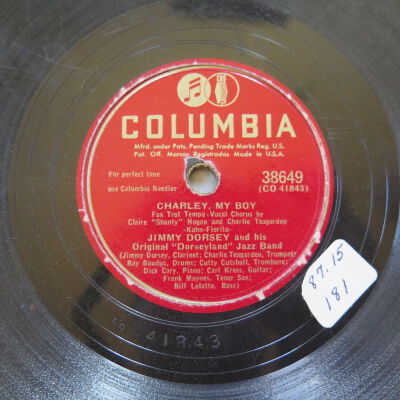 CBS
COLUMBIA
Mfrd. under Pats. Pending Trade Marks Reg. U.S.
Pat. Off. Marcas Registradas Made in U.S.A.
For perfect tone
use Columbia Needles
38649
(CO 41843)
CHARLEY, MY BOY
Fox Trot Tempo-Vocal Chorus by
Claire "Shanty" Hogan and Charlie Teagarden
-Kahn-Fiorito-
JIMMY DORSEY and his
Original "Dorseyland" Jazz Band
(Jimmy Dorsey, Clarinet; Charlie Teagarden, Trumpet;
Ray Bauduc, Drums; Cutty Cutshall, Trombone;
Dick Cary, Piano; Carl Kress, Guitar;
Frank Mayne, Tenor Sax;
Bill Lolatte, Bass)
87.15
181
CO 41843